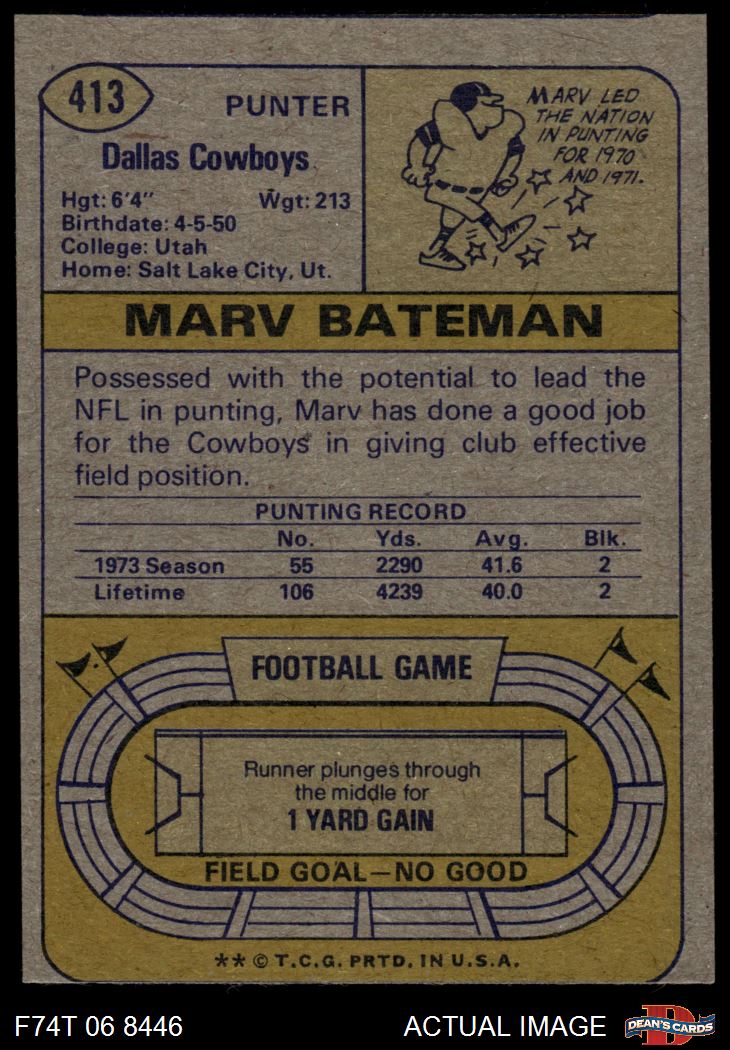 413
PUNTER
Dallas Cowboys
Hgt: 6'4" Wgt: 213
Birthdate: 4-5-50
College: Utah
Home: Salt Lake City, Ut.
MARV LED
THE NATION
IN PUNTING
FOR 1970
AND 1971.
MARV BATEMAN
Possessed with the potential to lead the
NFL in punting, Marv has done a good job
for the Cowboys in giving club effective
field position.
PUNTING RECORD
No. Yds. Avg. Blk.
1973 Season 55 2290 41.6 2
Lifetime 106 4239 40.0 2
FOOTBALL GAME
Runner plunges through
the middle for
1 YARD GAIN
FIELD GOAL—NO GOOD
** © T.C.G. PRTD. IN U.S.A.
F74T 06 8446
ACTUAL IMAGE
D
DEAN'S CARDS